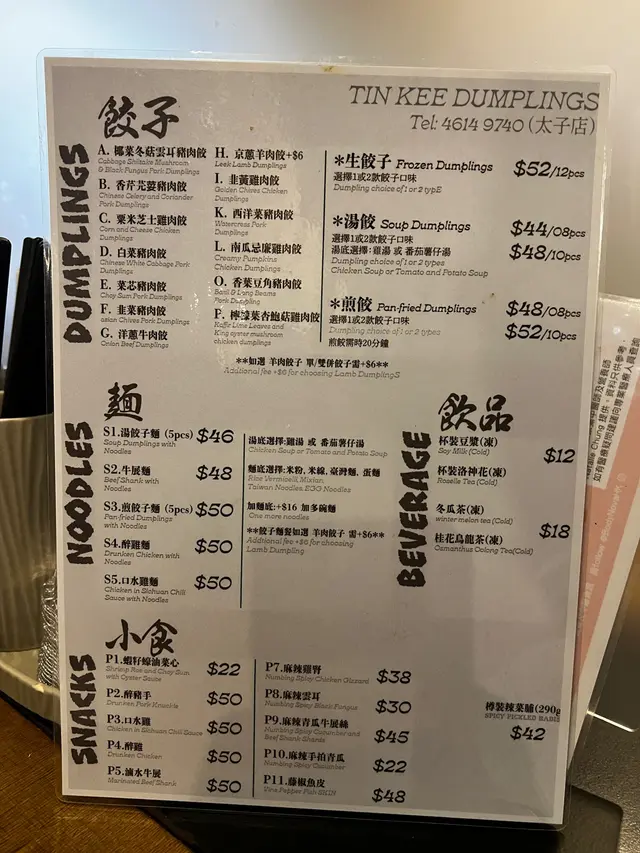 TIN KEE DUMPLINGS
Tel: 4614 9740 (太子店)
餃子
DUMPLINGS
A. 椰菜冬菇雲耳豬肉餃
Cabbage Shiitake Mushroom
& Black Fungus Pork Dumplings
B. 香芹芫荽豬肉餃
Chinese Celery and Coriander
Pork Dumplings
C. 粟米芝士雞肉餃
Corn and Cheese Chicken
Dumplings
D. 白菜豬肉餃
Chinese White Cabbage Pork
Dumplings
E. 菜芯豬肉餃
Choy Sum Pork Dumplings
F. 韭菜豬肉餃
asian Chives Pork Dumplings
G. 洋蔥牛肉餃
Onion Beef Dumplings
H. 京蔥羊肉餃+$6
Leek Lamb Dumplings
I. 韭黃雞肉餃
Golden Chives Chicken
Dumplings
K. 西洋菜豬肉餃
Watercress Pork
Dumplings
L. 南瓜忌廉雞肉餃
Creamy Pumpkins
Chicken Dumplings
O. 香葉豆角豬肉餃
Basil & Long Beans
Pork Dumplings
P. 檸濛葉杏鮑菇雞肉餃
Kaffir Lime Leaves and
King oyster mushroom
chicken dumplings
*生餃子 Frozen Dumplings $52/12pcs
選擇1或2款餃子口味
Dumpling choice of 1 or 2 typE
*湯餃 Soup Dumplings $44/08pcs
選擇1或2款餃子口味
湯底選擇:雞湯 或 番茄薯仔湯 $48/10pcs
Dumpling choice of 1 or 2 types
Chicken Soup or Tomato and Potato Soup
*煎餃 Pan-fried Dumplings $48/08pcs
選擇1或2款餃子口味
Dumpling choice of 1 or 2 types $52/10pcs
煎餃需時20分鐘
**如選 羊肉餃子 單/雙併餃子需+$6**
Additional fee +$6 for choosing Lamb DumplingS
麵
NOODLES
S1.湯餃子麵 (5pcs) $46
Soup Dumplings with
Noodles
S2.牛展麵 $48
Beef Shank with
Noodles
S3.煎餃子麵 (5pcs) $50
Pan-fried Dumplings
with Noodles
S4.醉雞麵 $50
Drunken Chicken with
Noodles
S5.口水雞麵 $50
Chicken in Sichuan Chili
Sauce with Noodles
湯底選擇:雞湯 或 番茄薯仔湯
Chicken Soup or Tomato and Potato Soup
麵底選擇:米粉, 米線, 臺灣麵, 蛋麵
Rice Vermicelli, Mixian,
Taiwan Noodles, EGG Noodles
加麵底:+$16 加多碗麵
One more noodles
**餃子麵髮如選 羊肉餃子 需+$6**
Additional fee +$6 for choosing
Lamb Dumpling
飲品
BEVERAGE
杯裝豆漿(凍) $12
Soy Milk(Cold)
杯裝洛神花(凍)
Roselle Tea(Cold)
冬瓜茶(凍) $18
winter melon tea(Cold)
桂花烏龍茶(凍)
Osmanthus Oolong Tea(Cold)
小食
SNACKS
P1.蝦籽蠔油菜心 $22
Shrimp Roe and Choy Sum
with Oyster Sauce
P2.醉豬手 $50
Drunken Pork Knuckle
P3.口水雞 $50
Chicken in Sichuan Chili Sauce
P4.醉雞 $50
Drunken Chicken
P5.滷水牛展 $50
Marinated Beef Shank
P7.麻辣雞腎 $38
Numbing Spicy Chicken Gizzard
P8.麻辣雲耳 $30
Numbing Spicy Black Fungus
P9.麻辣青瓜牛展絲 $45
Numbing Spicy Cucumber and
Beef Shank Shreds
P10.麻辣手拍青瓜 $22
Numbing Spicy Cucumber
P11.藤椒魚皮 $48
Vine Pepper Fish SKIN
樽裝辣菜脯(290g
SPICY PICKLED RADIS
$42